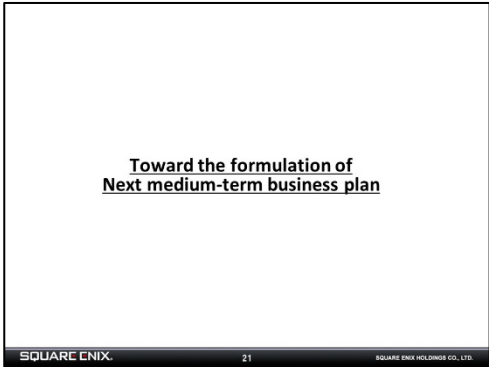 Toward the formulation of
Next medium-term business plan
SQUARE ENIX.
21
SQUARE ENIX HOLDINGS CO., LTD.